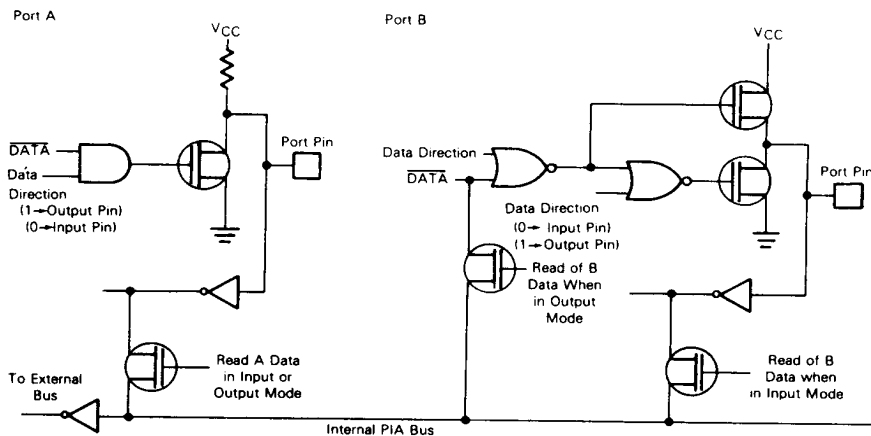 Port A
VCC
Port Pin
DATA
Data
Direction
(1→Output Pin)
(0→Input Pin)
Read A Data
in Input or
Output Mode
To External
Bus
Internal PIA Bus
Port B
VCC
Data Direction
DATA
Port Pin
Data Direction
(0→ Input Pin)
(1→Output Pin)
Read of B
Data When
in Output
Mode
Read of B
Data when
in Input Mode